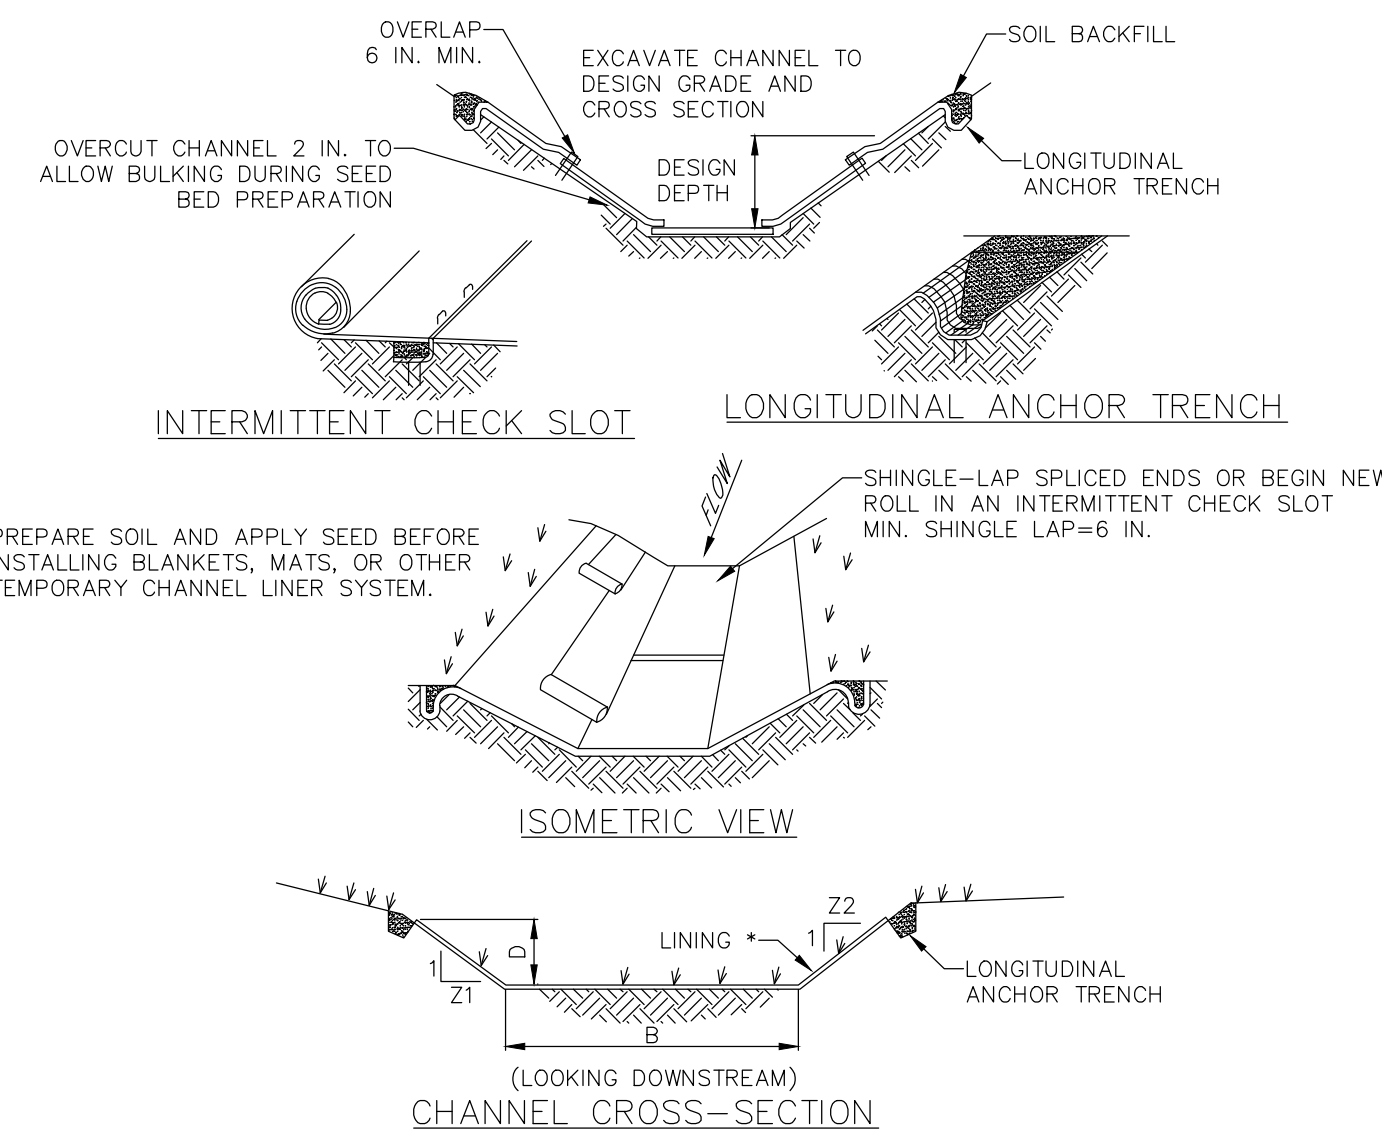 OVERLAP
6 IN. MIN.
EXCAVATE CHANNEL TO
DESIGN GRADE AND
CROSS SECTION
SOIL BACKFILL
OVERCUT CHANNEL 2 IN. TO
ALLOW BULKING DURING SEED
BED PREPARATION
DESIGN
DEPTH
LONGITUDINAL
ANCHOR TRENCH
INTERMITTENT CHECK SLOT
LONGITUDINAL ANCHOR TRENCH
FLOW
SHINGLE-LAP SPLICED ENDS OR BEGIN NEW
ROLL IN AN INTERMITTENT CHECK SLOT
MIN. SHINGLE LAP=6 IN.
PREPARE SOIL AND APPLY SEED BEFORE
INSTALLING BLANKETS, MATS, OR OTHER
TEMPORARY CHANNEL LINER SYSTEM.
ISOMETRIC VIEW
D
1
Z1
LINING *
1
Z2
LONGITUDINAL
ANCHOR TRENCH
B
(LOOKING DOWNSTREAM)
CHANNEL CROSS-SECTION